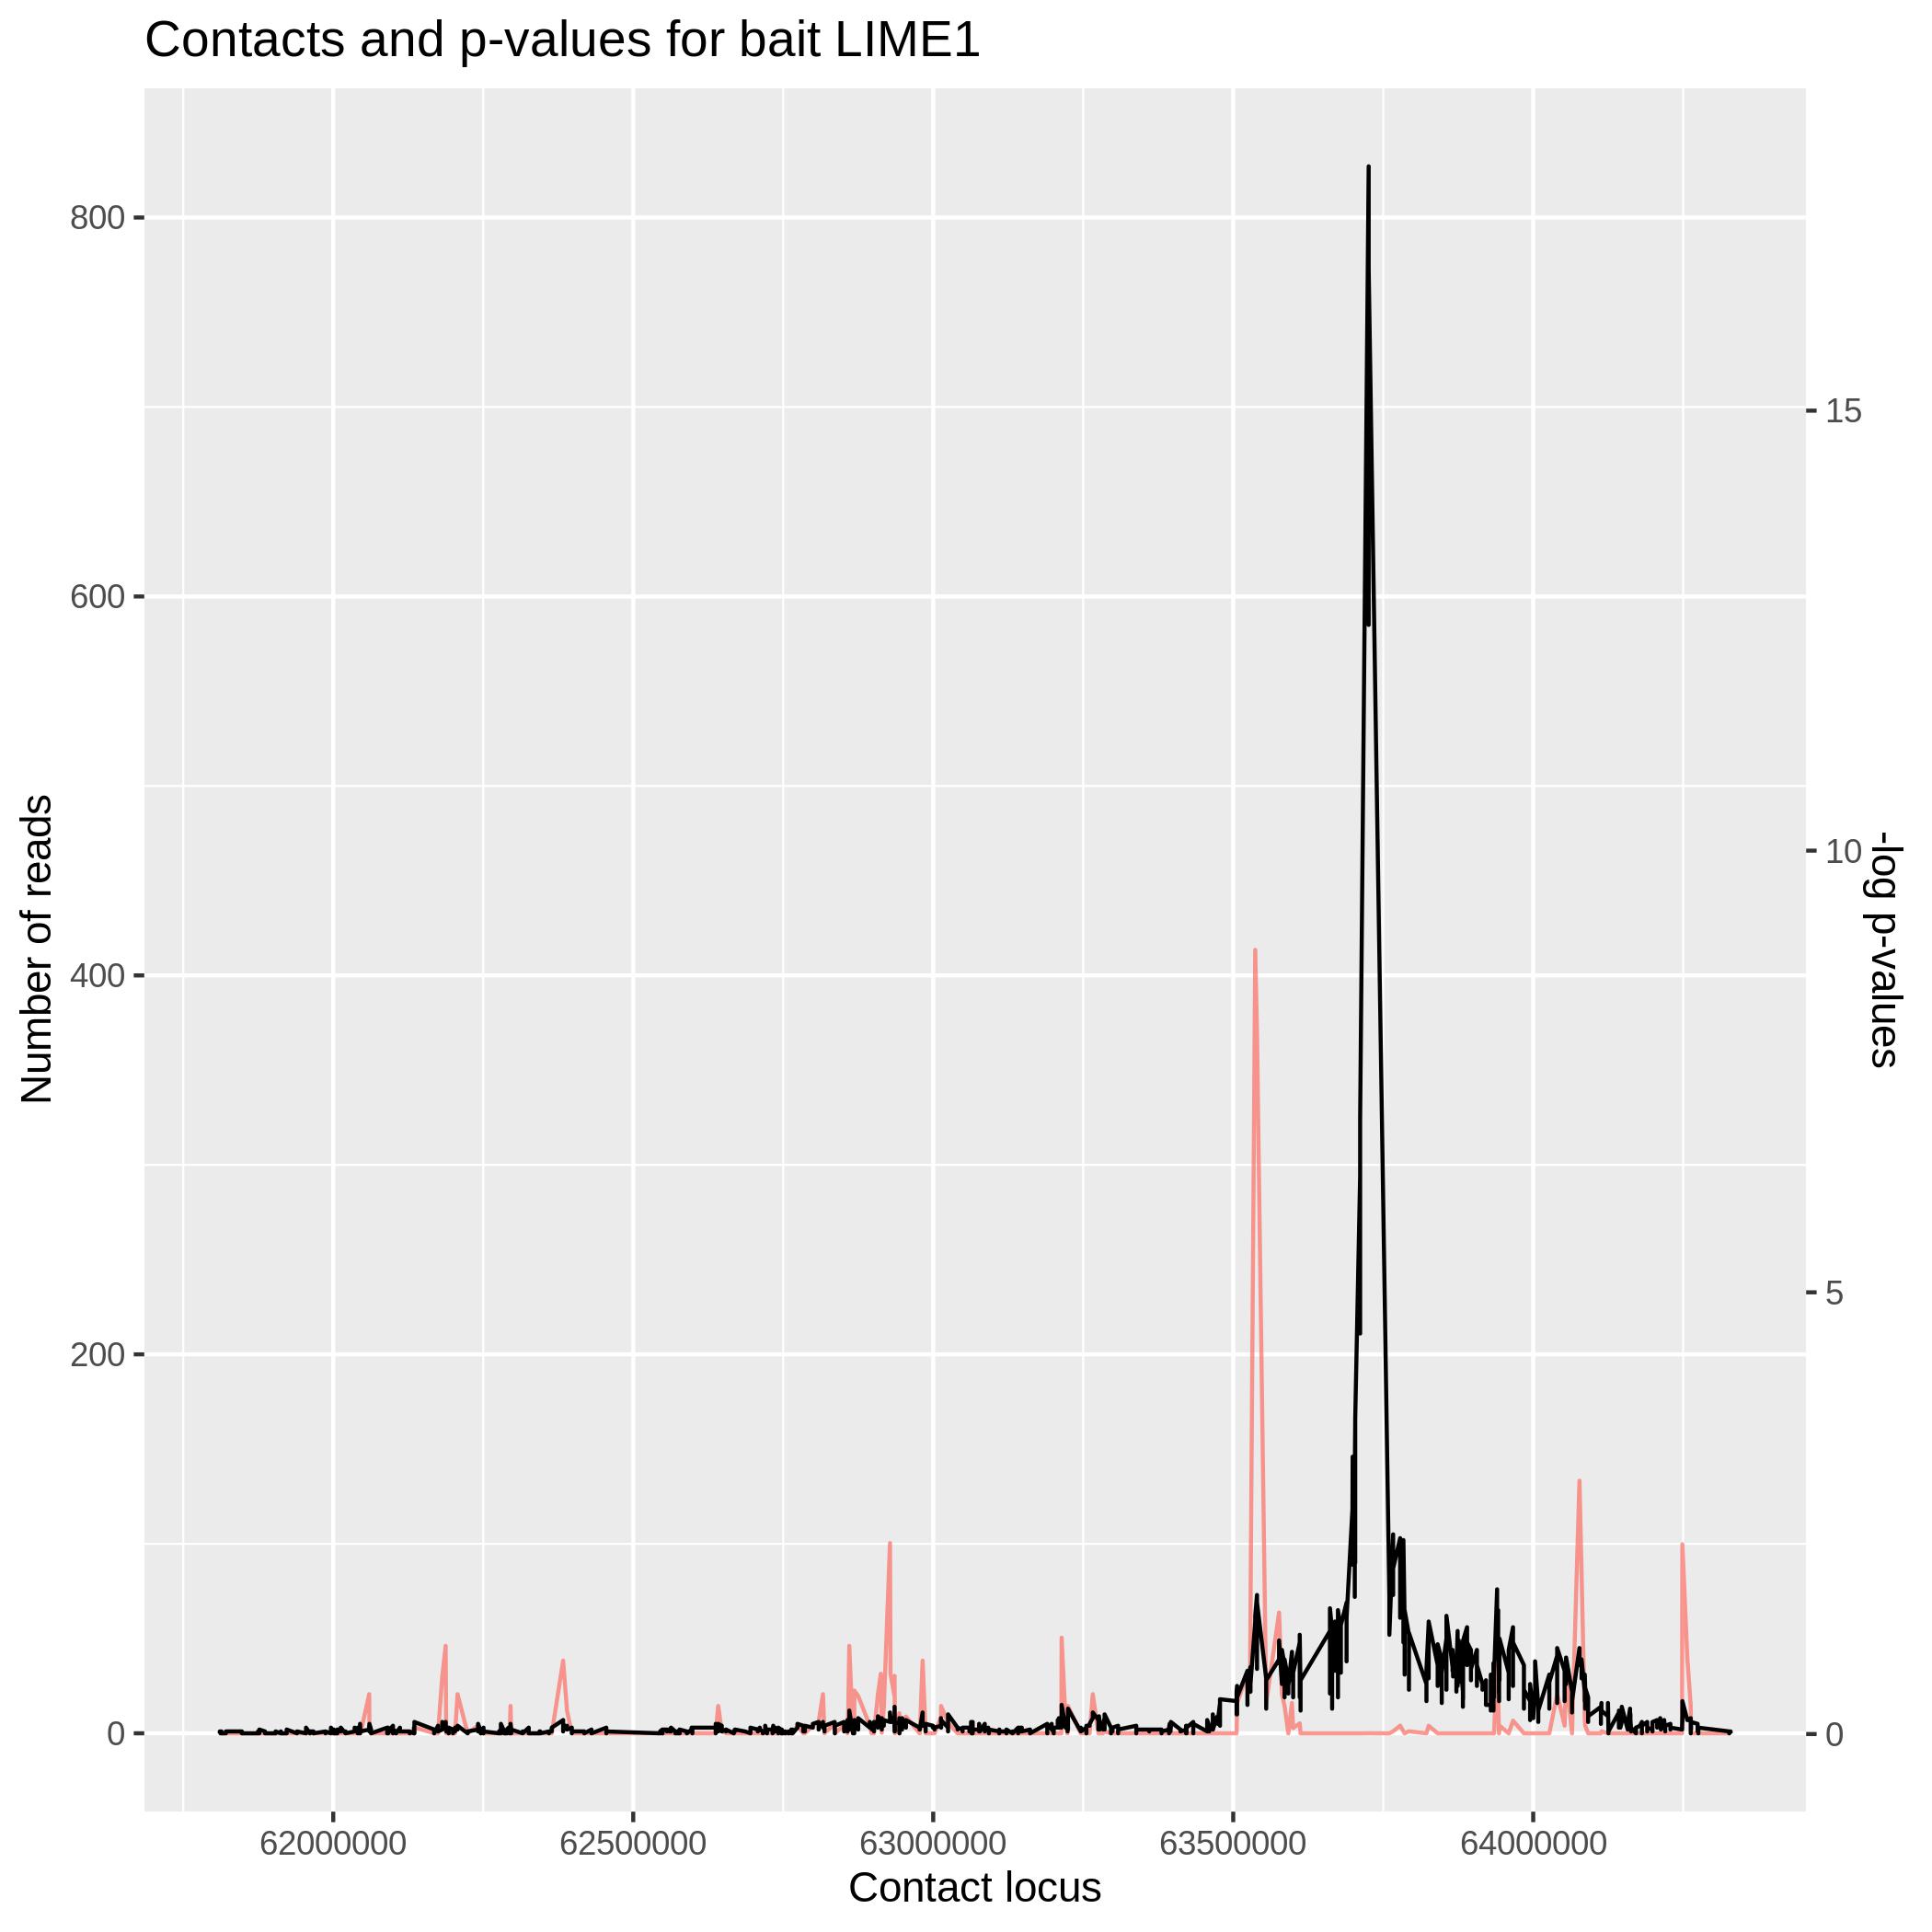 Contacts and p-values for bait LIME1
800
600
400
200
0
Number of reads
15
10
5
0
-log p-values
62000000 62500000 63000000 63500000 64000000
Contact locus